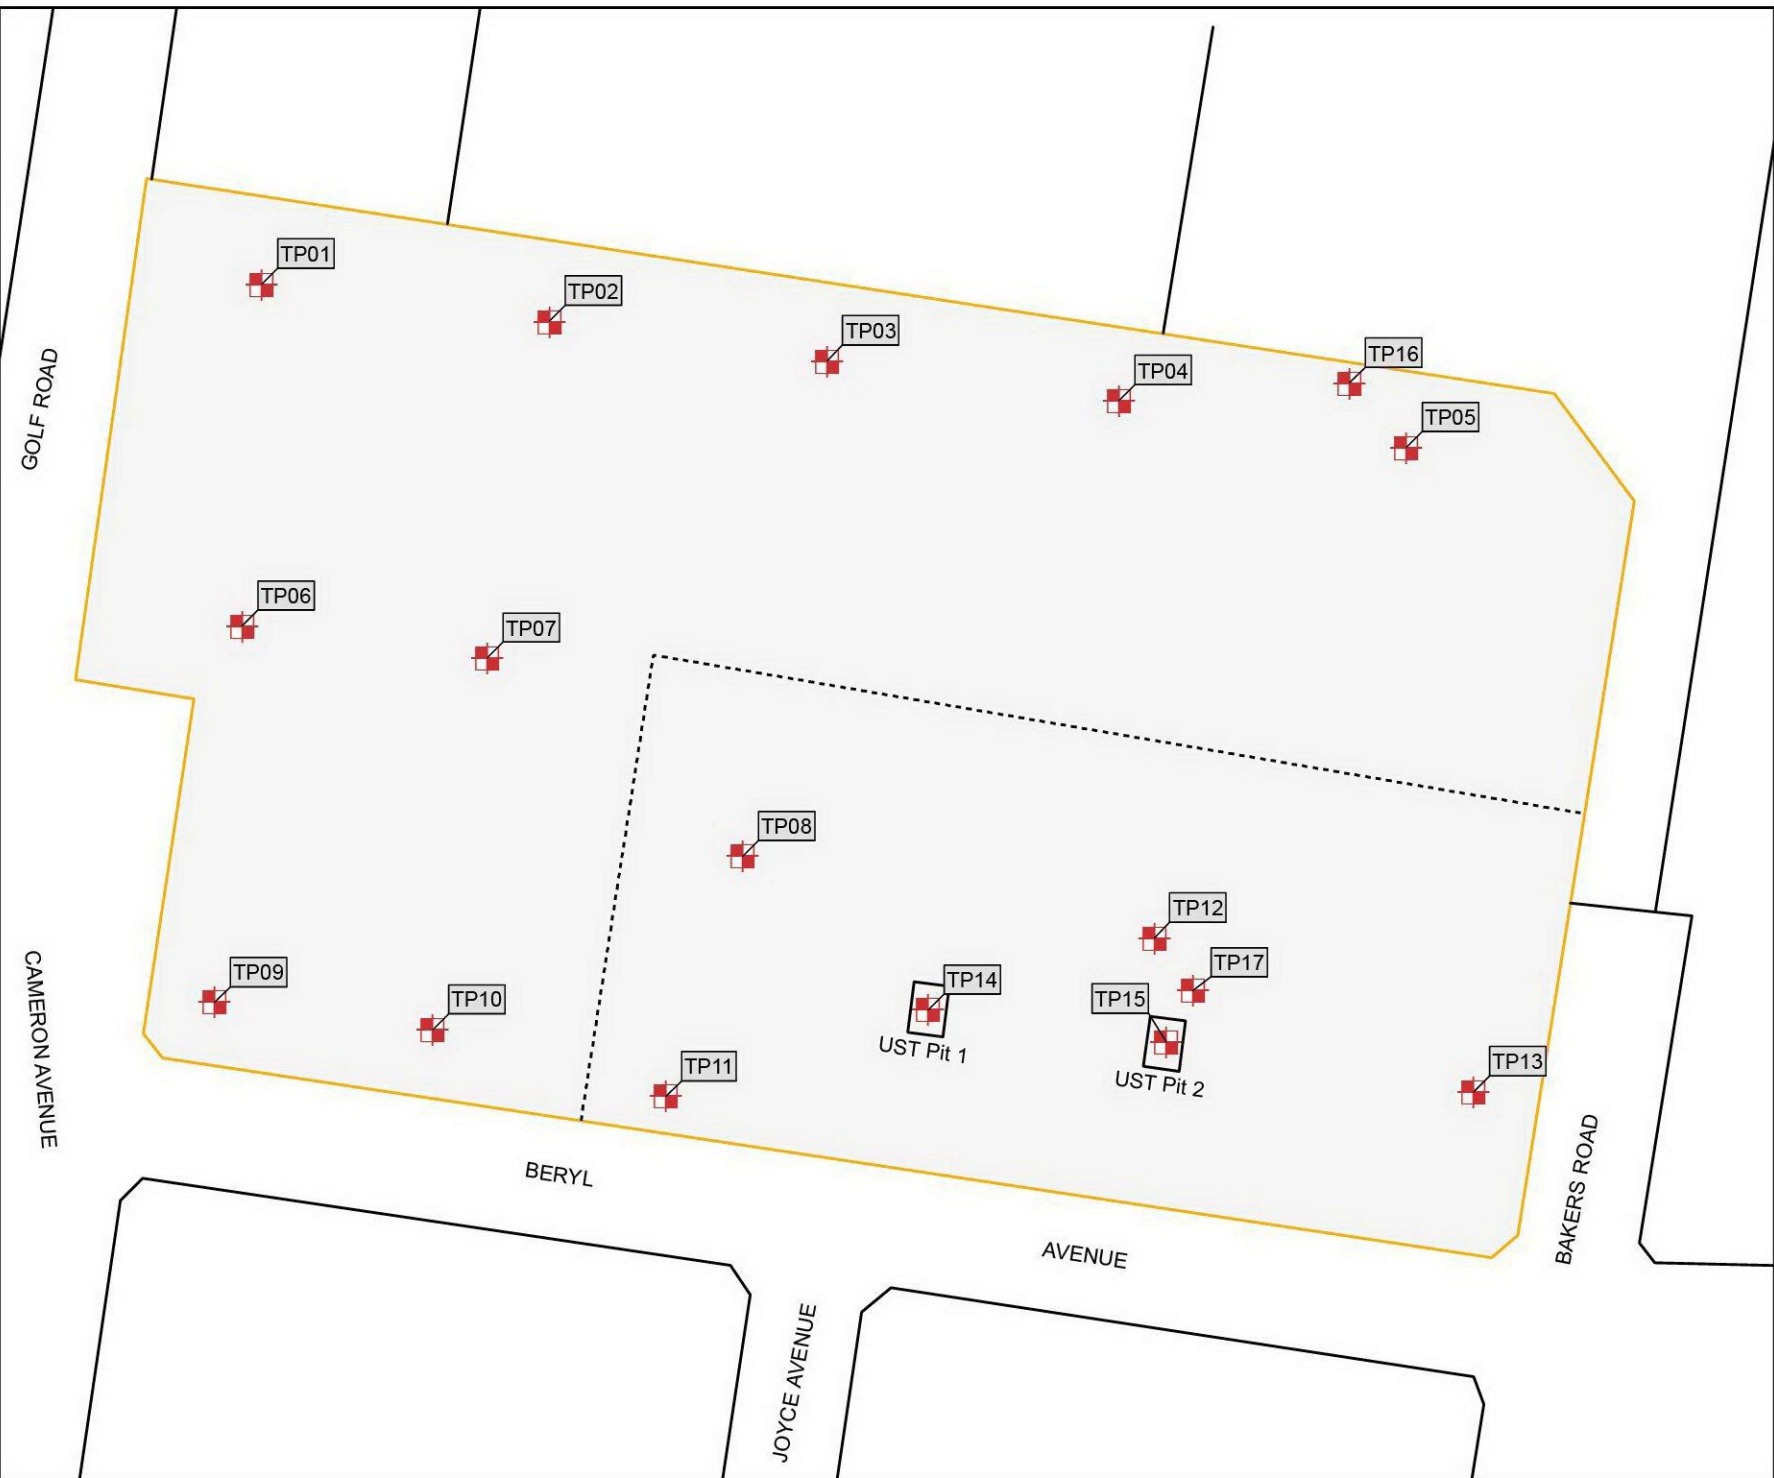 TP01
TP02
TP03
TP16
TP04
TP05
GOLF ROAD
TP06
TP07
TP08
TP12
TP17
TP09
TP14
TP10
TP15
CAMERON AVENUE
UST Pit 1
TP11
TP13
UST Pit 2
BERYL
AVENUE
BAKERS ROAD
JOYCE AVENUE